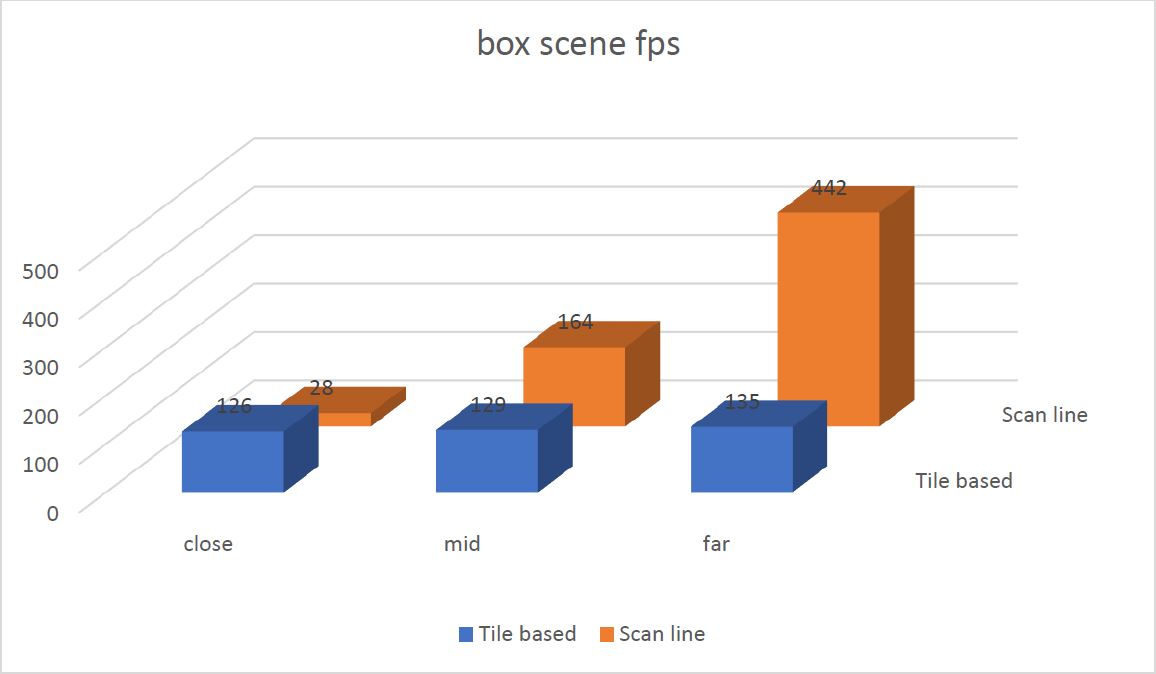 box scene fps
442
164
28
126
129
135
500
400
300
200
100
0
Scan line
Tile based
close
mid
far
Tile based
Scan line